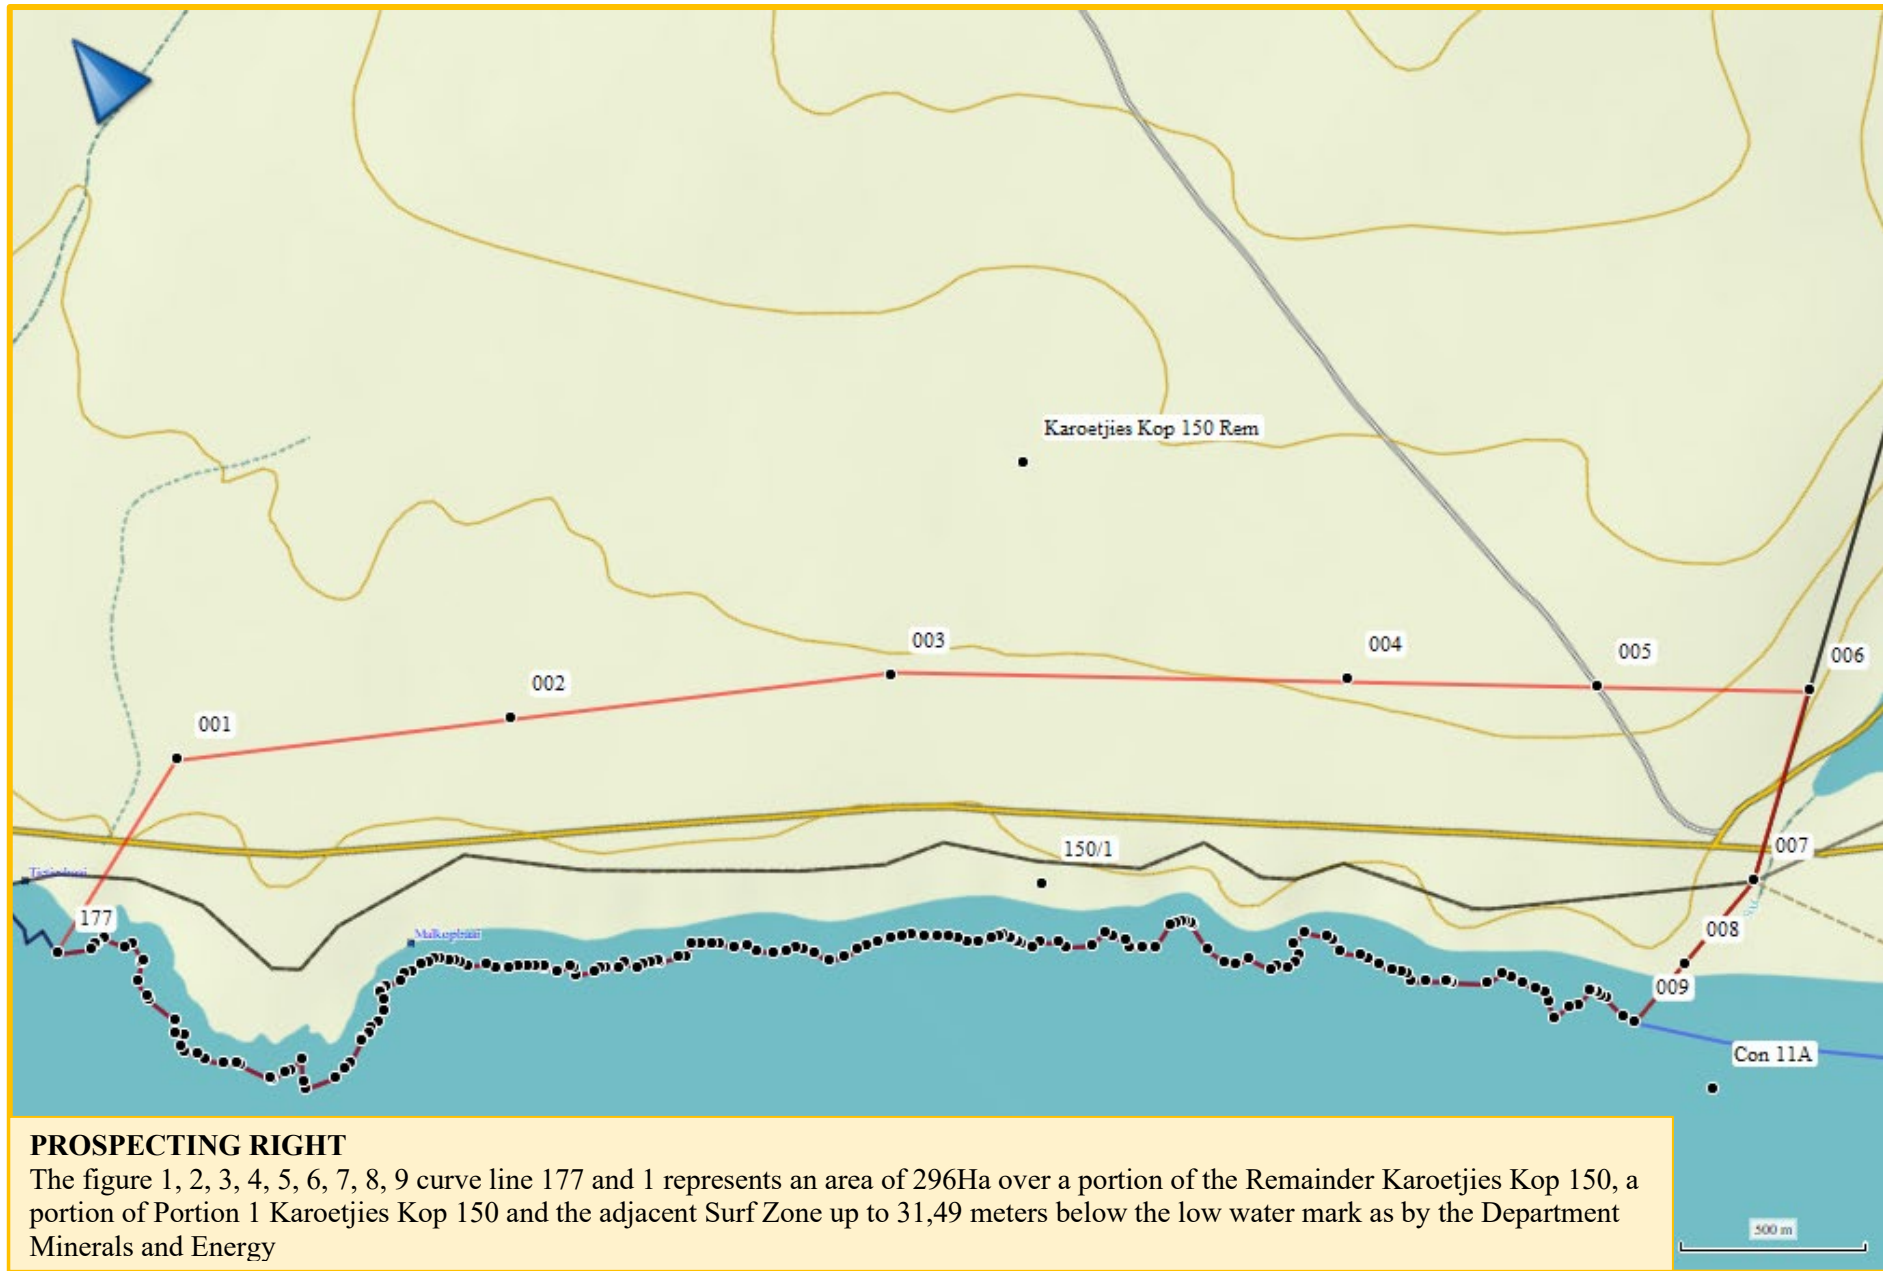 Karoetjies Kop 150 Rem
003
004
005
006
002
001
007
150/1
177
008
Malkopbaai
009
Con 11A
PROSPECTING RIGHT
The figure 1, 2, 3, 4, 5, 6, 7, 8, 9 curve line 177 and 1 represents an area of 296Ha over a portion of the Remainder Karoetjies Kop 150, a
portion of Portion 1 Karoetjies Kop 150 and the adjacent Surf Zone up to 31,49 meters below the low water mark as by the Department
Minerals and Energy
500 m